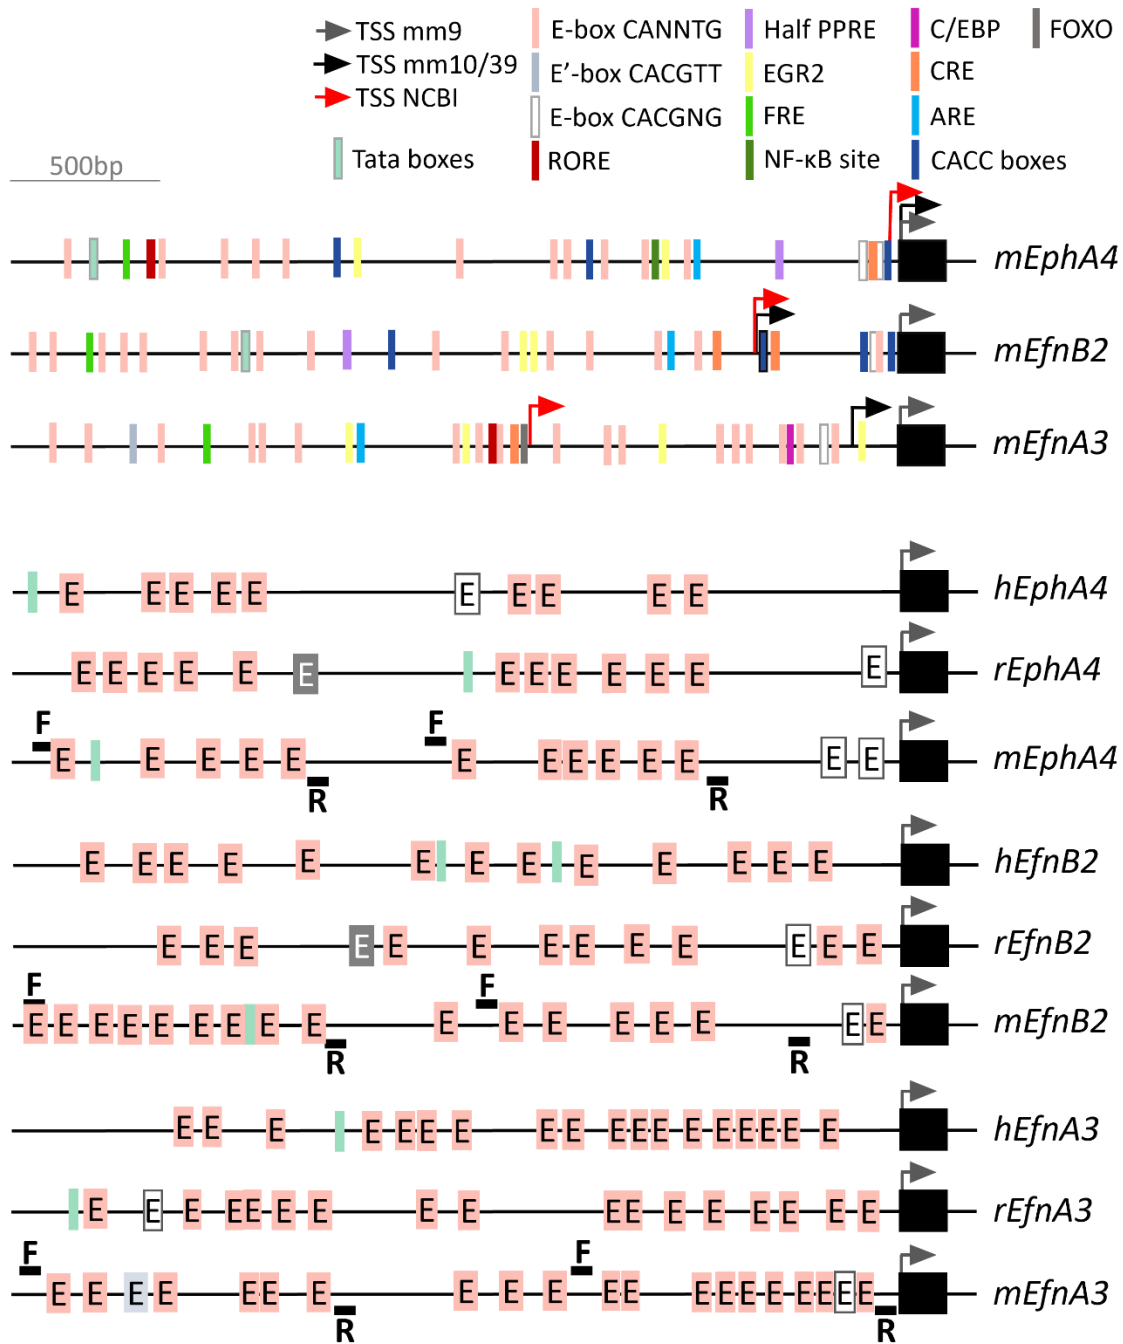 TSS mm9 E-box CANNTG Half PPRE C/EBP FOXO
TSS mm10/39 E’-box CACGTT EGR2 CRE
TSS NCBI E-box CACGNG FRE ARE
Tata boxes RORE NF-κB site CACC boxes
500bp
mEphA4
mEfnB2
mEfnA3
E E E E E E E E E E hEphA4
E E E E E E E E E E E E E rEphA4
F F
E E E E E E E E E E E E E mEphA4
R R
E E E E E E E E E E E E E hEfnB2
E E E E E E E E E E E E E rEfnB2
F F
E E E E E E E E E E E E E E E E E mEfnB2
R R
E E E E E E E E E E E E E E E E E E hEfnA3
E E E E E E E E E E E E E E E E E rEfnA3
F F
E E E E E E E E E E E E E E E E E E E E mEfnA3
R R